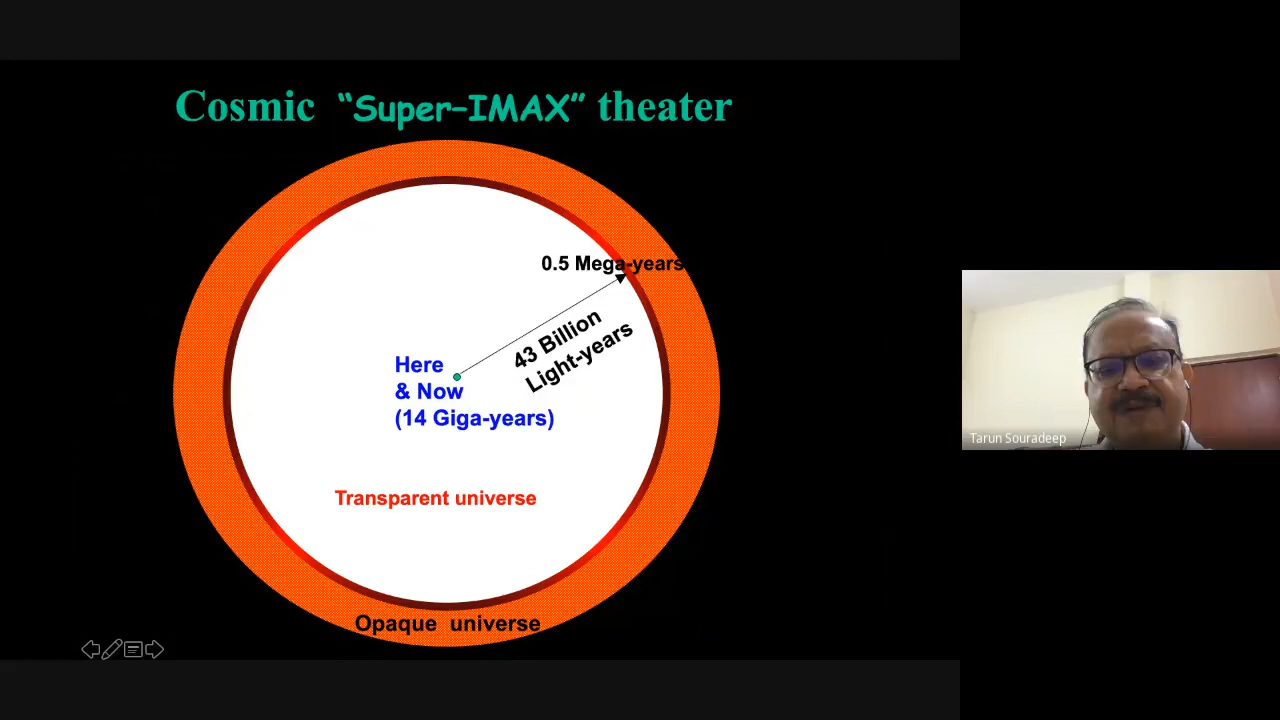 Cosmic “Super-IMAX” theater
0.5 Mega-years
43 Billion
Light-years
Here
& Now
(14 Giga-years)
Transparent universe
Opaque universe
Tarun Souradeep